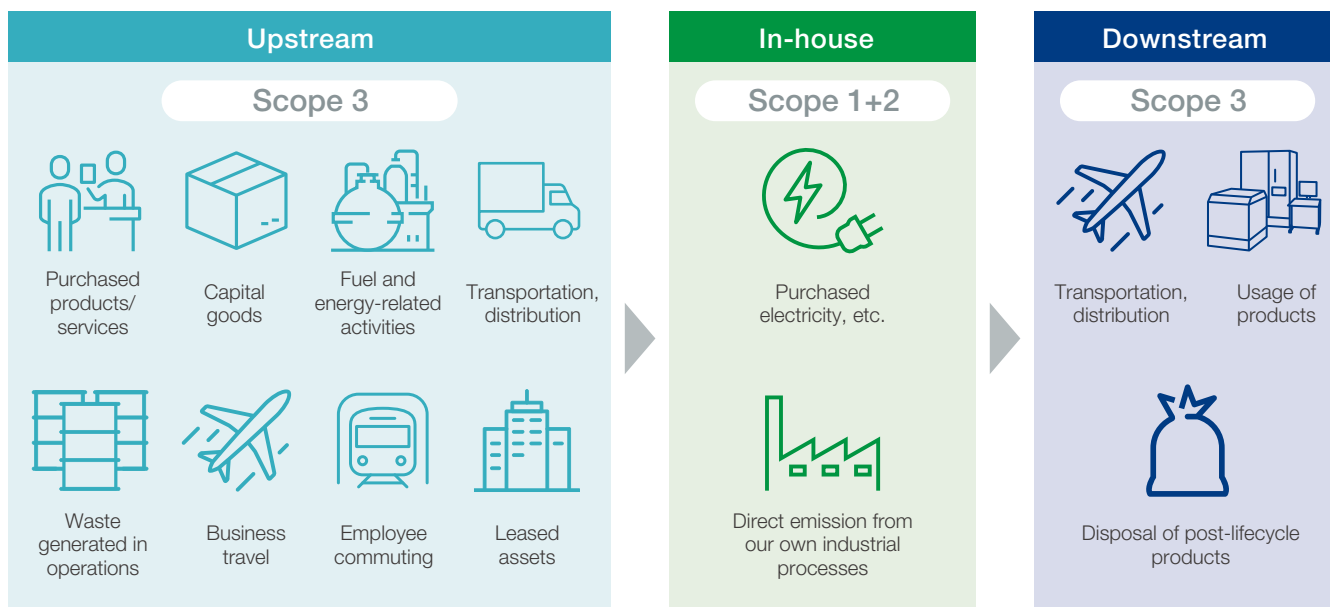 Upstream
Scope 3
Purchased
products/
services
Capital
goods
Fuel and
energy-related
activities
Transportation,
distribution
Waste
generated in
operations
Business
travel
Employee
commuting
Leased
assets
In-house
Scope 1+2
Purchased
electricity, etc.
Direct emission from
our own industrial
processes
Downstream
Scope 3
Transportation,
distribution
Usage of
products
Disposal of post-lifecycle
products